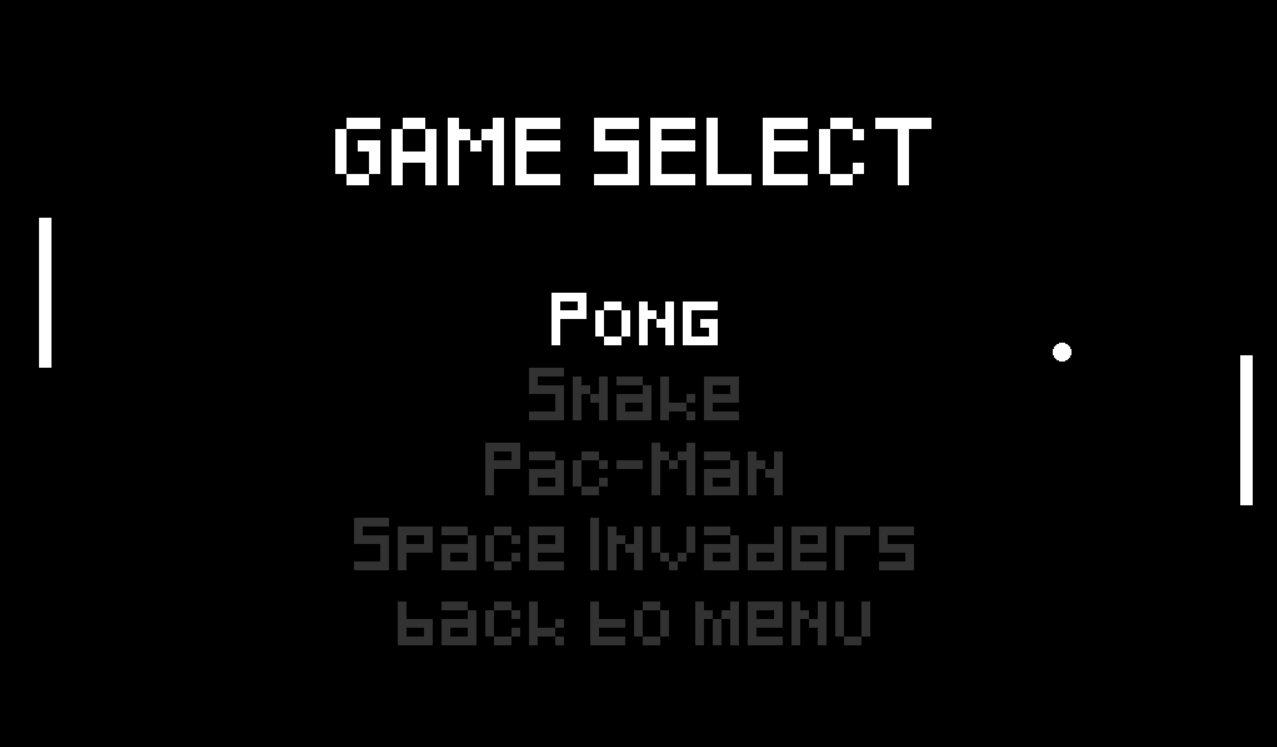 GAME SELECT
Pong
Snake
Pac-Man
Space Invaders
back to menu